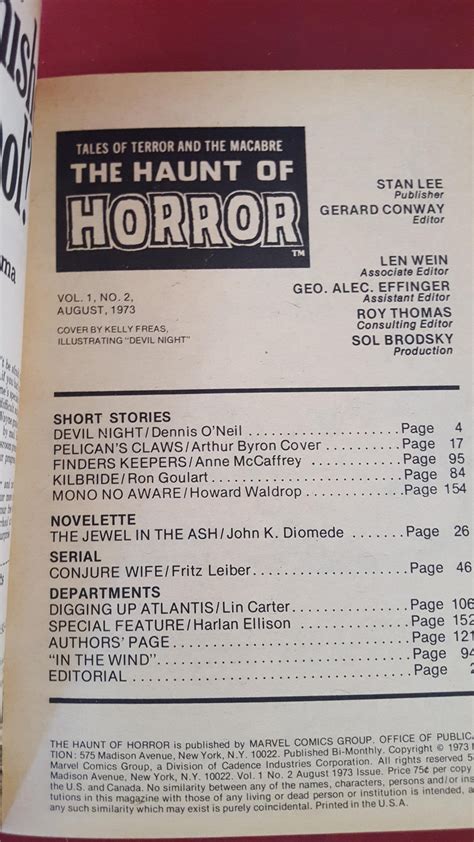 TALES OF TERROR AND THE MACABRE
THE HAUNT OF
HORROR™
VOL. 1, NO. 2,
AUGUST, 1973
COVER BY KELLY FREAS,
ILLUSTRATING "DEVIL NIGHT"
STAN LEE
Publisher
GERARD CONWAY
Editor
LEN WEIN
Associate Editor
GEO. ALEC. EFFINGER
Assistant Editor
ROY THOMAS
Consulting Editor
SOL BRODSKY
Production
SHORT STORIES
DEVIL NIGHT/Dennis O'Neil ........................ Page 4
PELICAN'S CLAWS/Arthur Byron Cover ......... Page 17
FINDERS KEEPERS/Anne McCaffrey ............. Page 95
KILBRIDE/Ron Goulart .............................. Page 84
MONO NO AWARE/Howard Waldrop ............. Page 154
NOVELETTE
THE JEWEL IN THE ASH/John K. Diomede .... Page 26
SERIAL
CONJURE WIFE/Fritz Leiber ....................... Page 46
DEPARTMENTS
DIGGING UP ATLANTIS/Lin Carter ............... Page 106
SPECIAL FEATURE/Harlan Ellison ................ Page 152
AUTHORS' PAGE ..................................... Page 121
"IN THE WIND" ........................................ Page 94
EDITORIAL ............................................. Page 2
THE HAUNT OF HORROR is published by MARVEL COMICS GROUP. OFFICE OF PUBLICA-
TION: 575 Madison Avenue, New York, N.Y. 10022. Published Bi-Monthly. Copyright © 1973
Marvel Comics Group, a Division of Cadence Industries Corporation. All rights reserved 5
Madison Avenue, New York, N.Y. 10022. Vol. 1 No. 2 August 1973 Issue. Price 75¢ per copy
the U.S. and Canada. No similarity between any of the names, characters, persons and/or insti-
tutions in this magazine with those of any living or dead person or institution is intended, a
any such similarity which may exist is purely coincidental. Printed in the U.S.A.